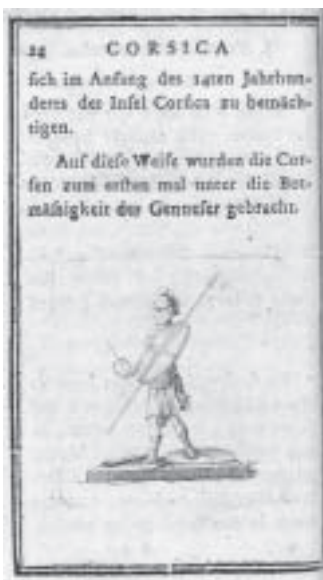 24 CORSICA
ſich im Anfang des 14ten Jahrhun-
derts der Inſel Corſica zu bemäch-
tigen.
Auf dieſe Weiſe wurden die Cor-
ſen zum erſten mal unter die Bot-
mäſsigkeit der Genueſer gebracht.